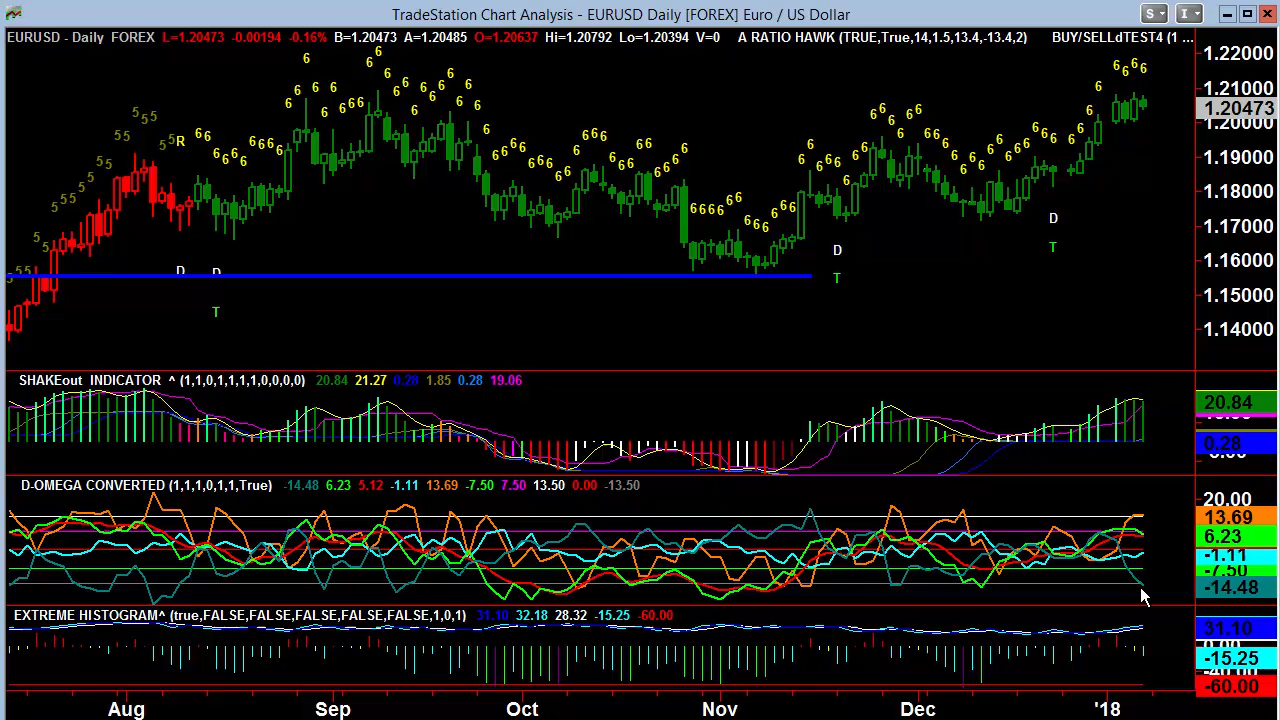 TradeStation Chart Analysis - EURUSD Daily [FOREX] Euro / US Dollar
S
I
EURUSD - Daily FOREX L=1.20473 -0.00194 -0.16% B=1.20473 A=1.20485 O=1.20637 Hi=1.20792 Lo=1.20394 V=0 A RATIO HAWK (TRUE,True,14,1.5,13.4,-13.4,2) BUY/SELLdTEST4 (1 ...
1.22000
1.21000
1.20473
1.20000
1.19000
1.18000
1.17000
1.16000
1.15000
1.14000
R
D
D
T
D
T
D
T
SHAKEout INDICATOR ^ (1,1,0,1,1,1,1,0,0,0,0) 20.84 21.27 0.28 1.85 0.28 19.06
20.84
0.28
D-OMEGA CONVERTED (1,1,1,0,1,1,True) -14.48 6.23 5.12 -1.11 13.69 -7.50 7.50 13.50 0.00 -13.50
20.00
13.69
6.23
-1.11
-7.50
-14.48
EXTREME HISTOGRAM^ (true,FALSE,FALSE,FALSE,FALSE,FALSE,1,0,1) 31.10 32.18 28.32 -15.25 -60.00
31.10
-15.25
-60.00
Aug Sep Oct Nov Dec '18